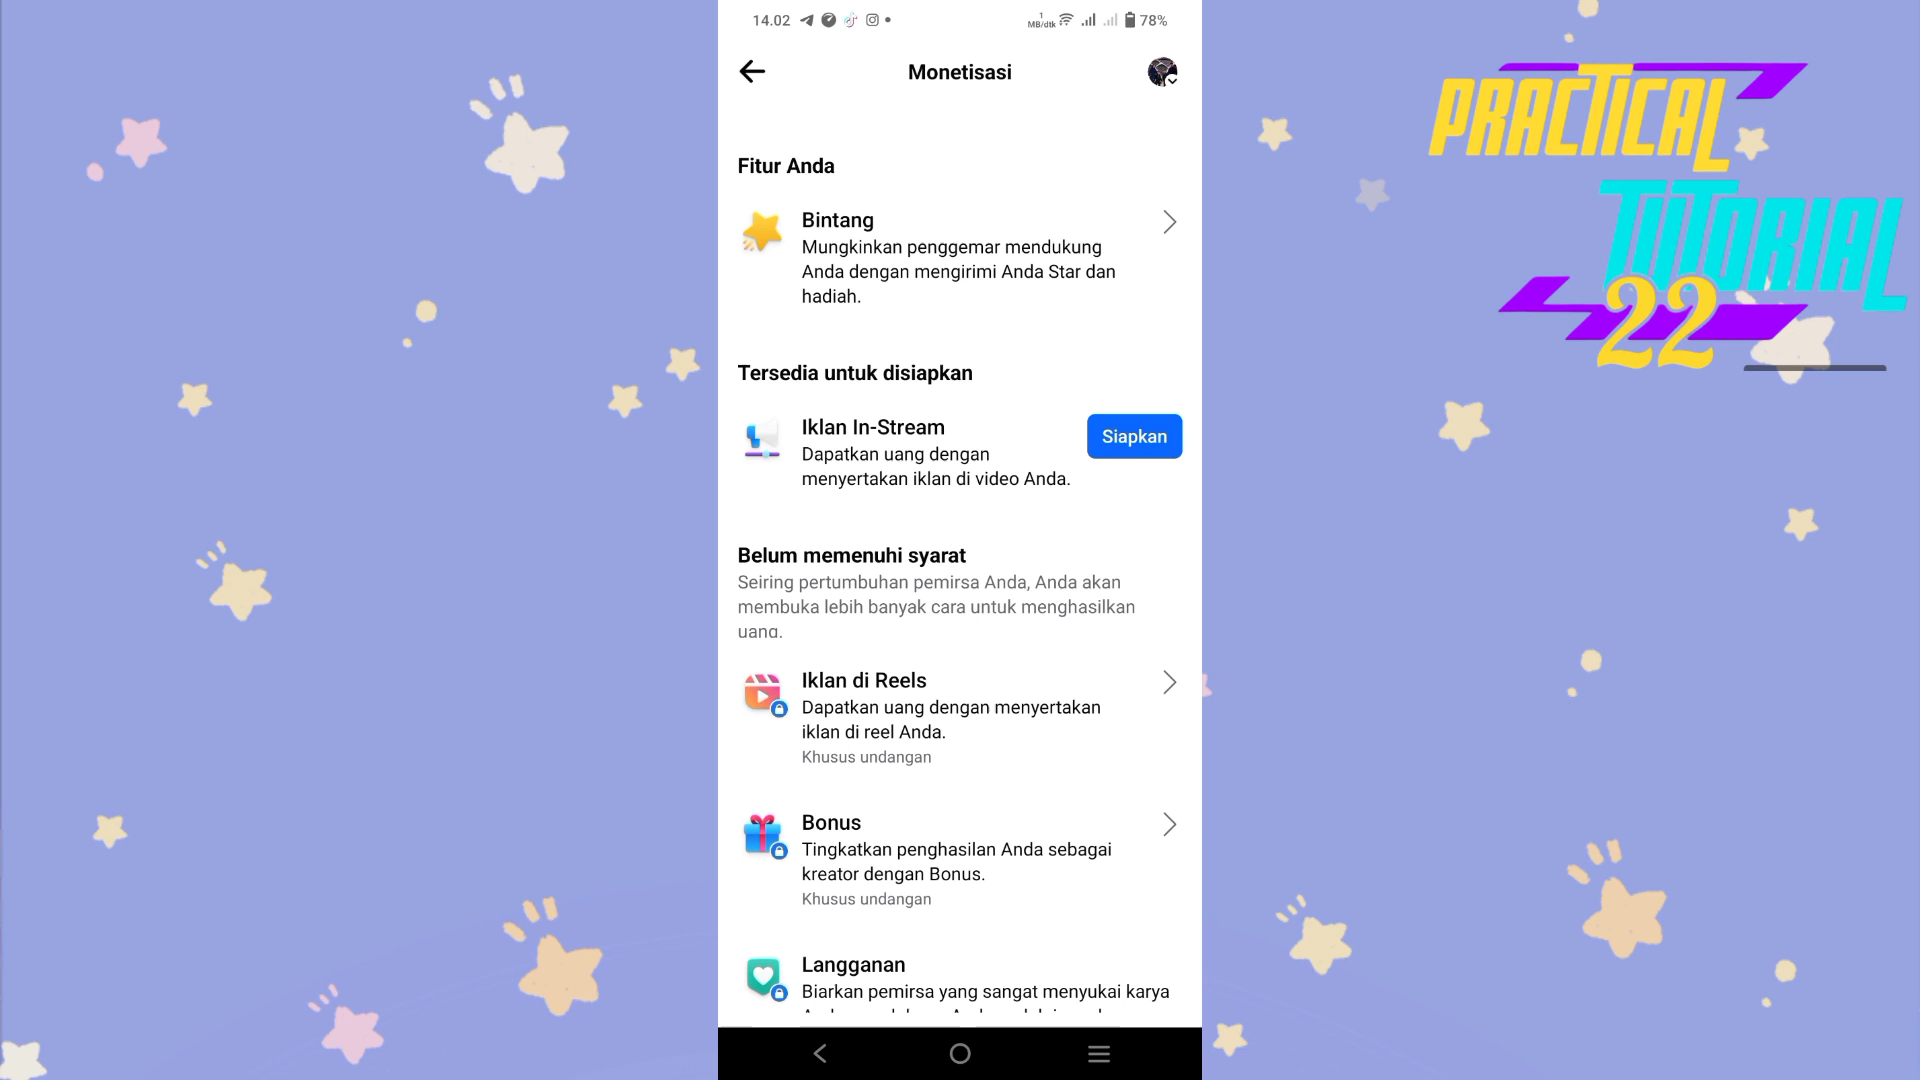 14.02
1
MB/dtk
78%
Monetisasi
PRACTICAL
TUTORIAL
22
Fitur Anda
Bintang
Mungkinkan penggemar mendukung
Anda dengan mengirimi Anda Star dan
hadiah.
Tersedia untuk disiapkan
Iklan In-Stream
Dapatkan uang dengan
menyertakan iklan di video Anda.
Siapkan
Belum memenuhi syarat
Seiring pertumbuhan pemirsa Anda, Anda akan
membuka lebih banyak cara untuk menghasilkan
uang.
Iklan di Reels
Dapatkan uang dengan menyertakan
iklan di reel Anda.
Khusus undangan
Bonus
Tingkatkan penghasilan Anda sebagai
kreator dengan Bonus.
Khusus undangan
Langganan
Biarkan pemirsa yang sangat menyukai karya